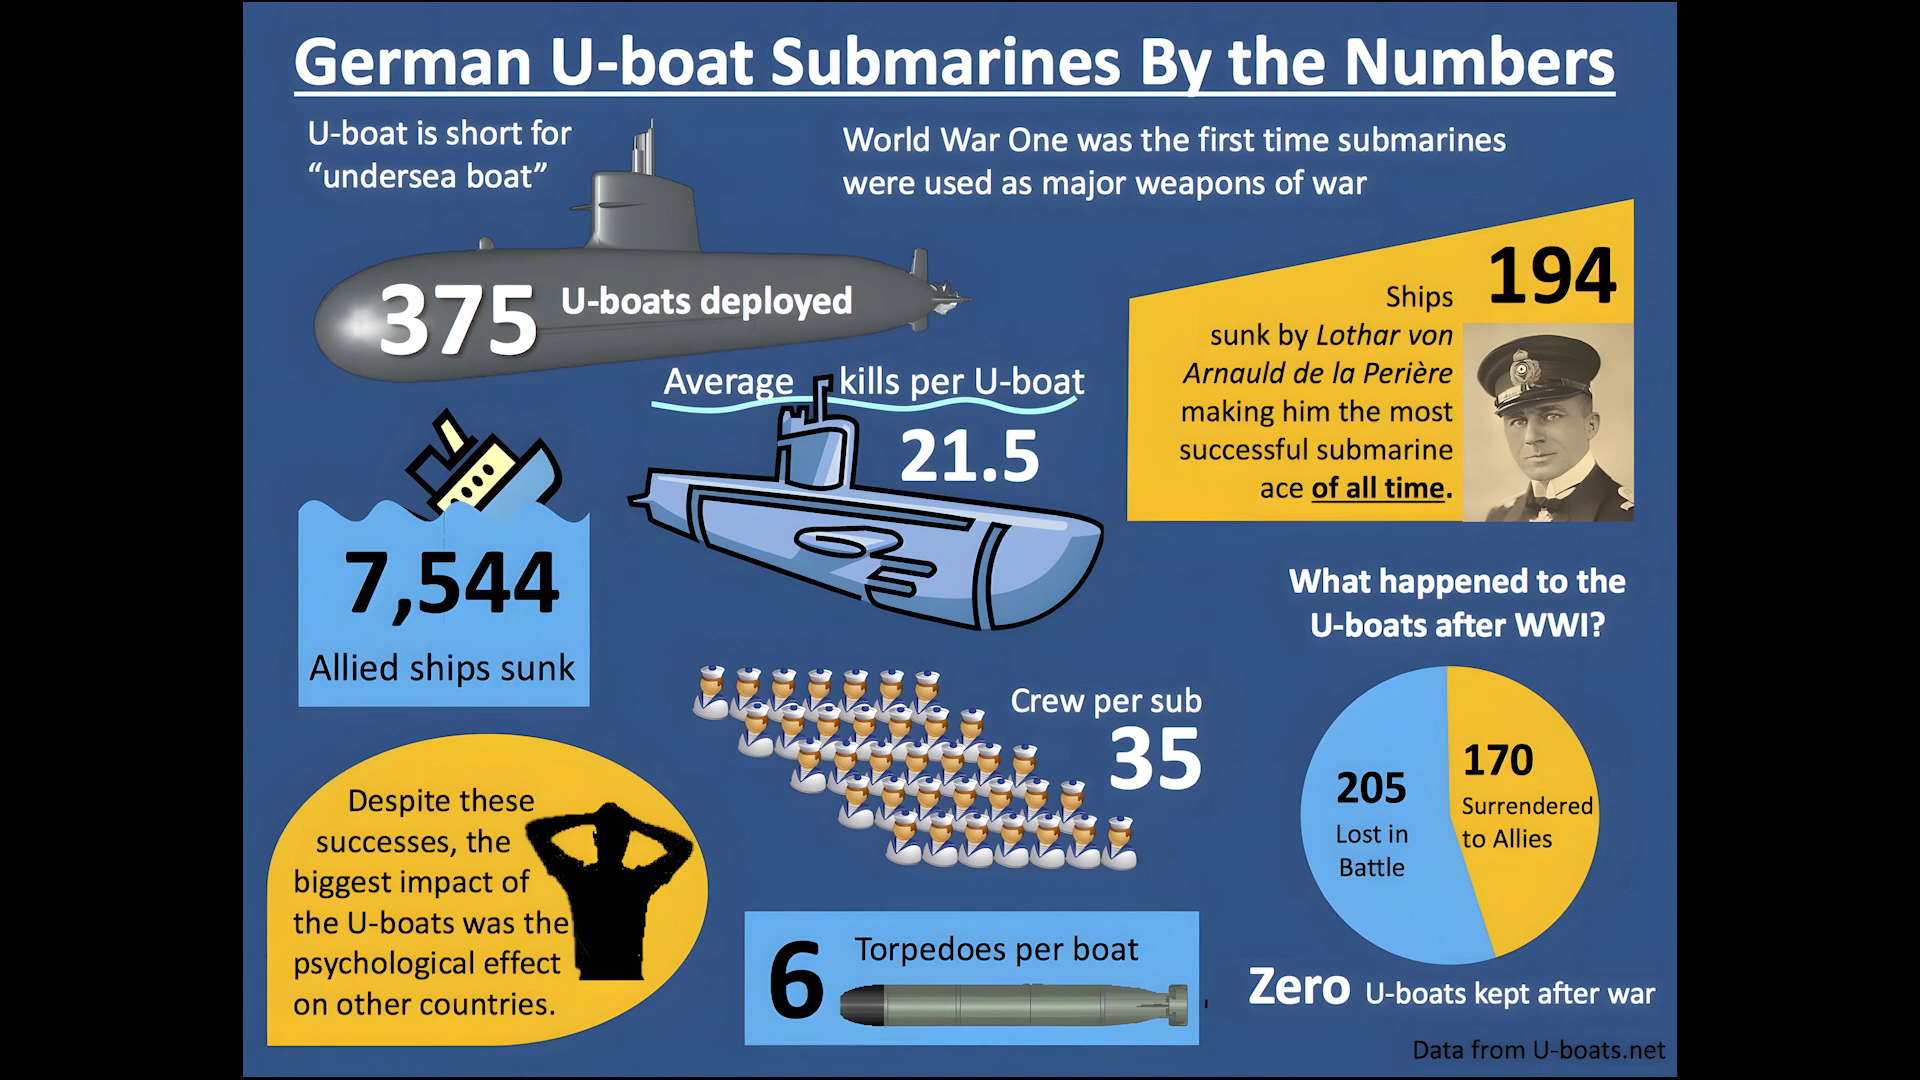 German U-boat Submarines By the Numbers
U-boat is short for
“undersea boat”
World War One was the first time submarines
were used as major weapons of war
375 U-boats deployed
194
Ships
sunk by Lothar von
Arnauld de la Perière
making him the most
successful submarine
ace of all time.
Average kills per U-boat
21.5
7,544
Allied ships sunk
What happened to the
U-boats after WWI?
205
Lost in
Battle
170
Surrendered
to Allies
Zero U-boats kept after war
Crew per sub
35
Despite these
successes, the
biggest impact of
the U-boats was the
psychological effect
on other countries.
6 Torpedoes per boat
Data from U-boats.net